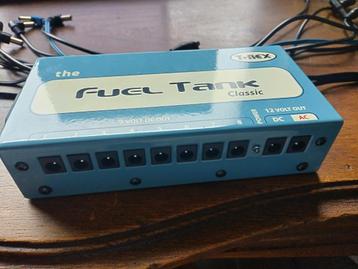 T-REX
the
Fuel Tank
Classic
9 VOLT DC OUT
12 VOLT OUT
DC AC